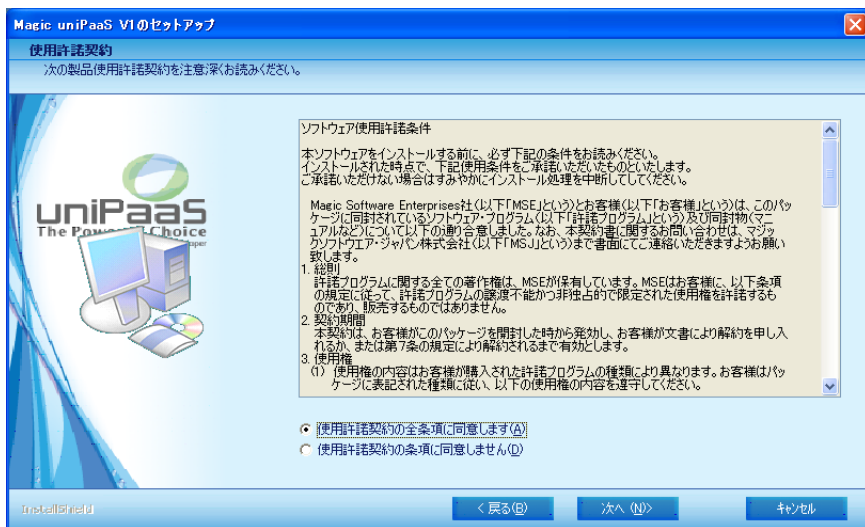 Magic uniPaaS V1のセットアップ
使用許諾契約
次の製品使用許諾契約を注意深くお読みください。
uniPaaS
The Power of Choice
ソフトウェア使用許諾条件
本ソフトウェアをインストールする前に、必ず下記の条件をお読みください。
インストールされた時点で、下記使用条件をご承諾いただいたものといたします。
ご承諾いただけない場合はすみやかにインストール処理を中断してしてください。
Magic Software Enterprises社(以下「MSE」という)とお客様(以下「お客様」という)は、このパッ
ケージに同封されているソフトウェア・プログラム(以下「許諾プログラム」という)及び同封物(マニ
ュアルなど)について以下の通り合意しました。なお、本契約書に関するお問い合わせは、マジッ
クソフトウエア・ジャパン株式会社(以下「MSJ」という)まで書面にてご連絡いただきますようお願い
致します。
1. 総則
許諾プログラムに関する全ての著作権は、MSEが保有しています。MSEはお客様に、以下条項
の規定に従って、許諾プログラムの譲渡不能かつ非独占的で限定された使用権を許諾するも
のであり、販売するものではありません。
2. 契約期間
本契約は、お客様がこのパッケージを開封した時から発効し、お客様が文書により解約を申し入
れるか、または第7条の規定により解約されるまで有効とします。
3. 使用権
(1) 使用権の内容はお客様が購入された許諾プログラムの種類により異なります。お客様はパッ
ケージに表記された種類に従い、以下の使用権の内容を遵守してください。
使用許諾契約の全条項に同意します(A)
使用許諾契約の条項に同意しません(D)
InstallShield
< 戻る(B)
次へ (N)>
キャンセル